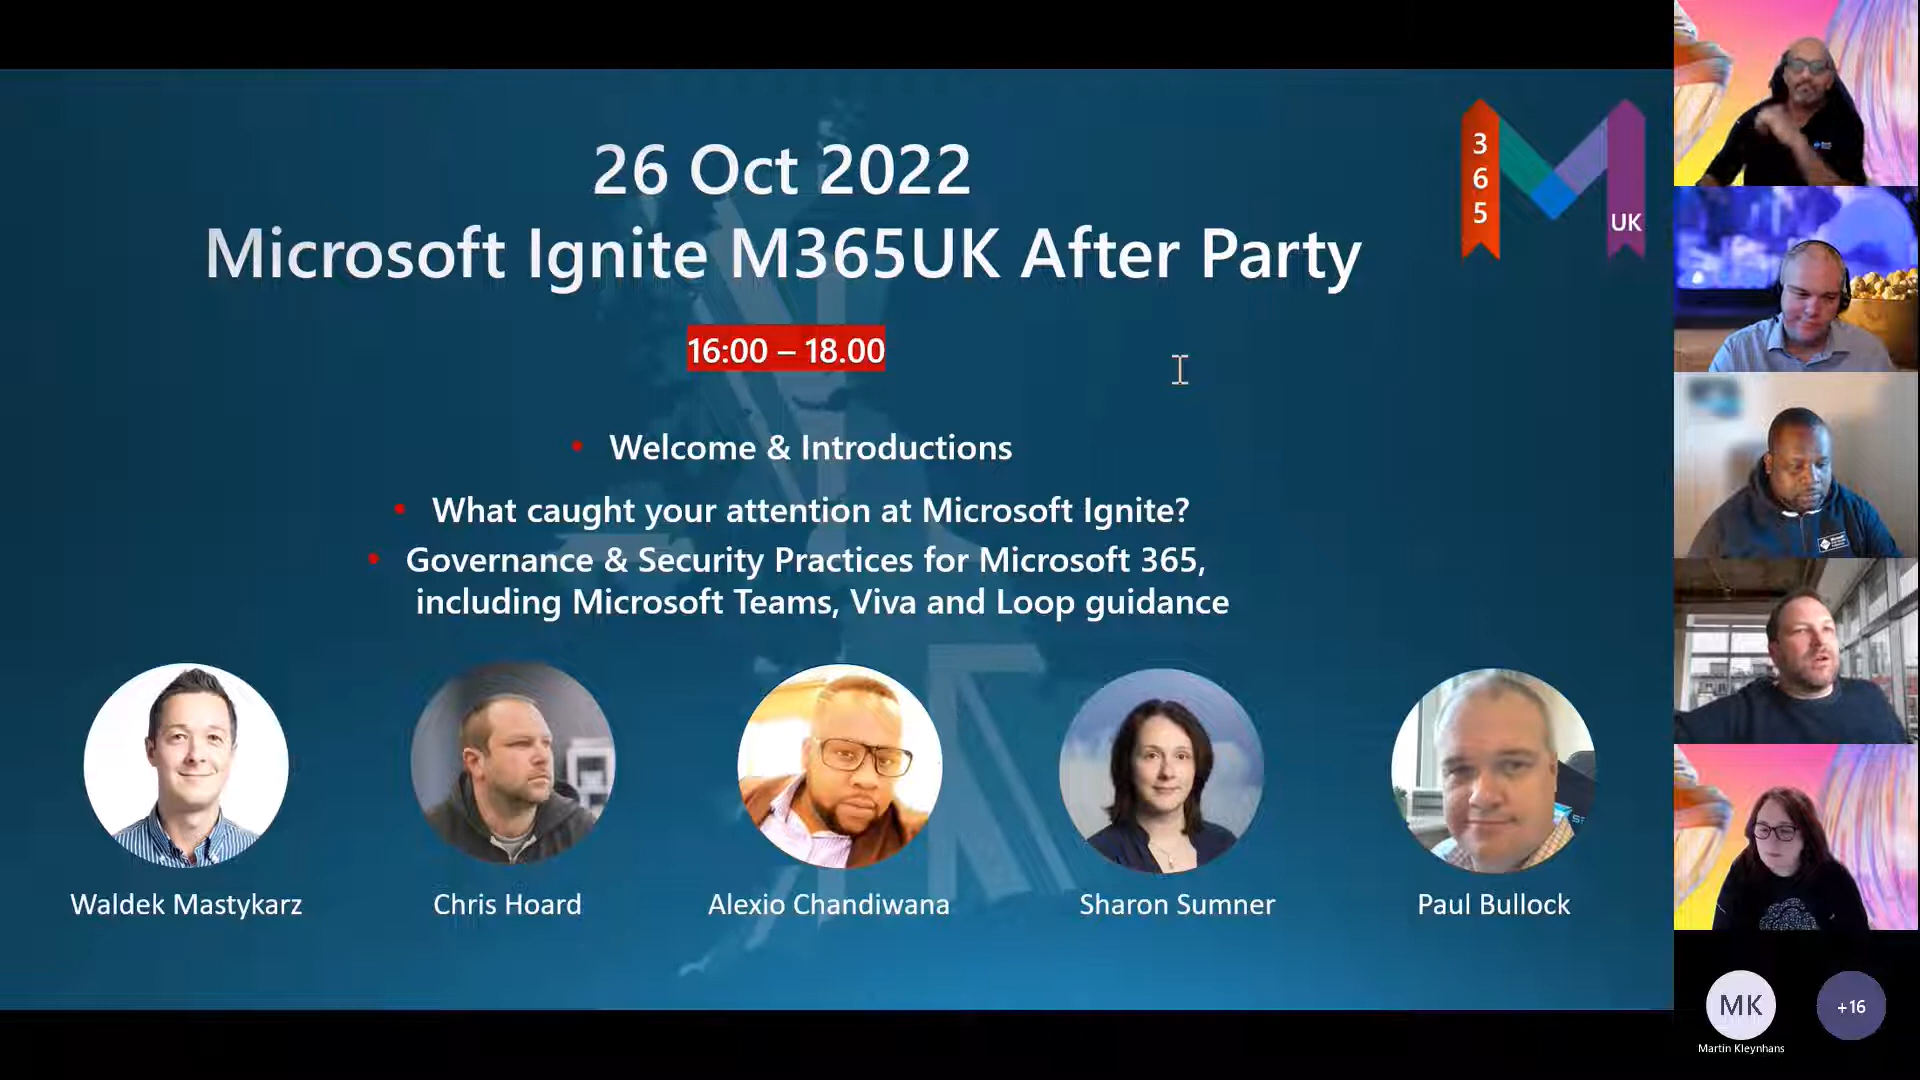 26 Oct 2022
Microsoft Ignite M365UK After Party
3
6
5
UK
16:00 – 18.00
• Welcome & Introductions
• What caught your attention at Microsoft Ignite?
• Governance & Security Practices for Microsoft 365,
including Microsoft Teams, Viva and Loop guidance
Waldek Mastykarz
Chris Hoard
Alexio Chandiwana
Sharon Sumner
Paul Bullock
MK
+16
Martin Kleynhans